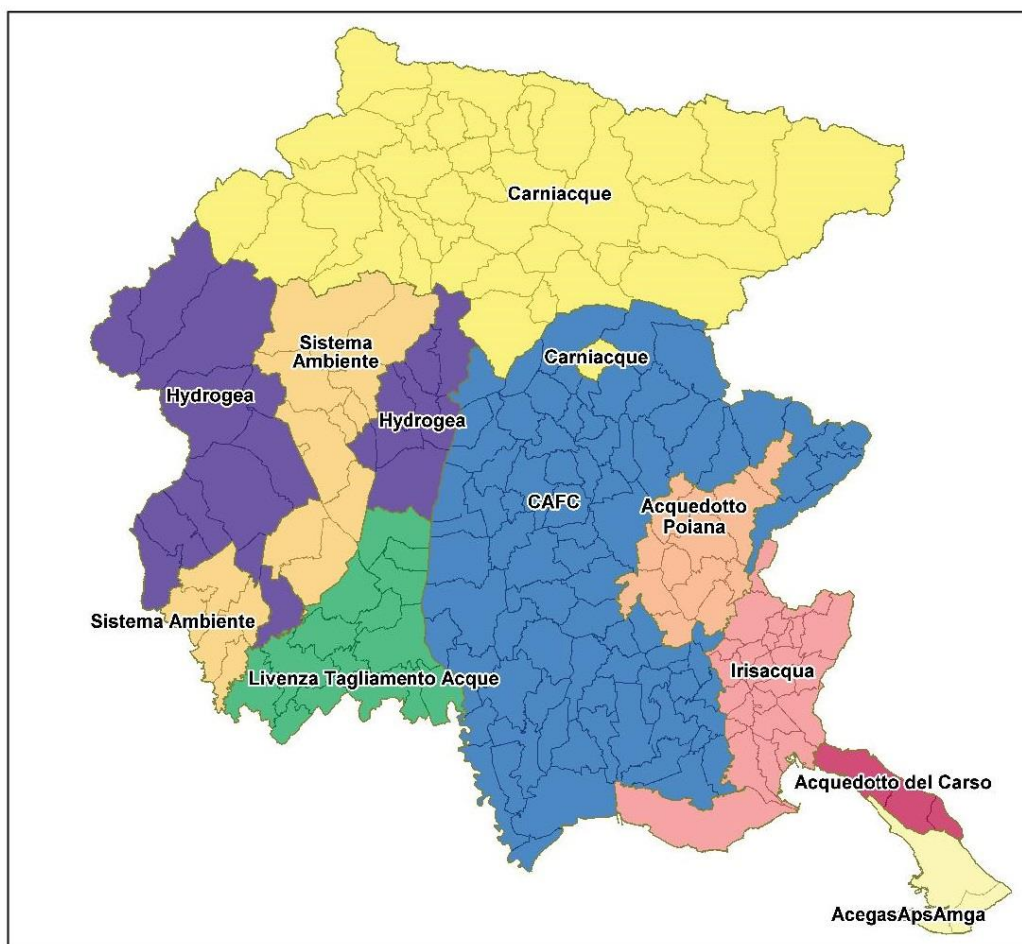 Carniacque
Sistema
Ambiente
Carniacque
Hydrogea
Hydrogea
CAFC
Acquedotto
Poiana
Sistema Ambiente
Livenza Tagliamento Acque
Irisacqua
Acquedotto del Carso
AcegasApsAmga